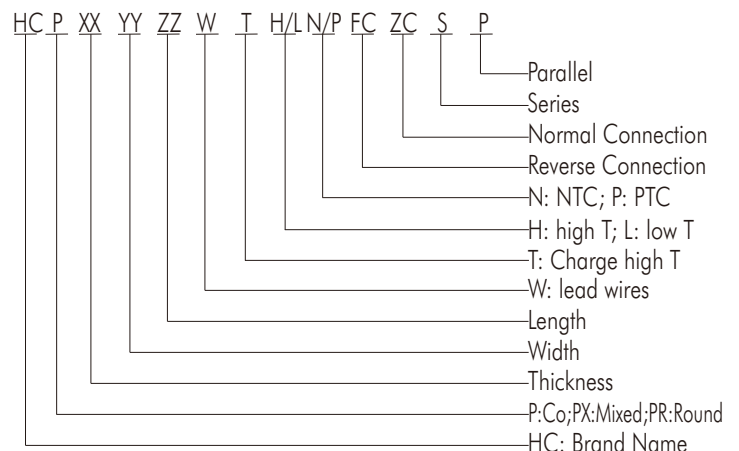 HC P XX YY ZZ W T H/L N/P FC ZC S P
Parallel
Series
Normal Connection
Reverse Connection
N: NTC; P: PTC
H: high T; L: low T
T: Charge high T
W: lead wires
Length
Width
Thickness
P:Co;PX:Mixed;PR:Round
HC: Brand Name